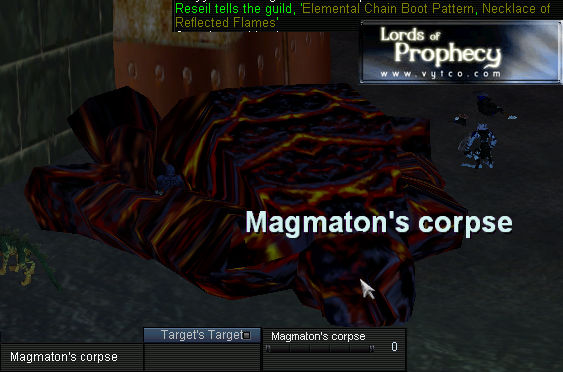 Reseil tells the guild, 'Elemental Chain Boot Pattern, Necklace of
Reflected Flames'
Lords of
Prophecy
www.vytco.com
Magmaton's corpse
Target's Target
Magmaton's corpse
0
Magmaton's corpse